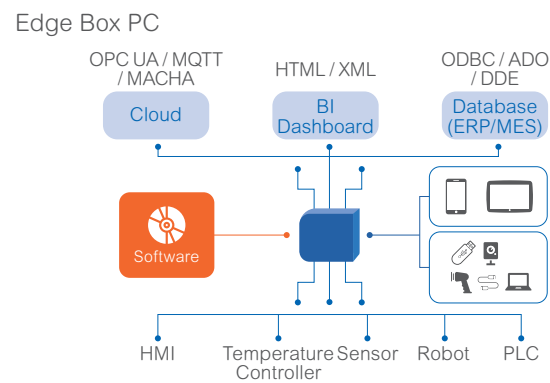 Edge Box PC
OPC UA / MQTT
/ MACHA
HTML / XML
ODBC / ADO
/ DDE
Cloud
BI
Dashboard
Database
(ERP/MES)
Software
HMI
Temperature
Controller
Sensor
Robot
PLC